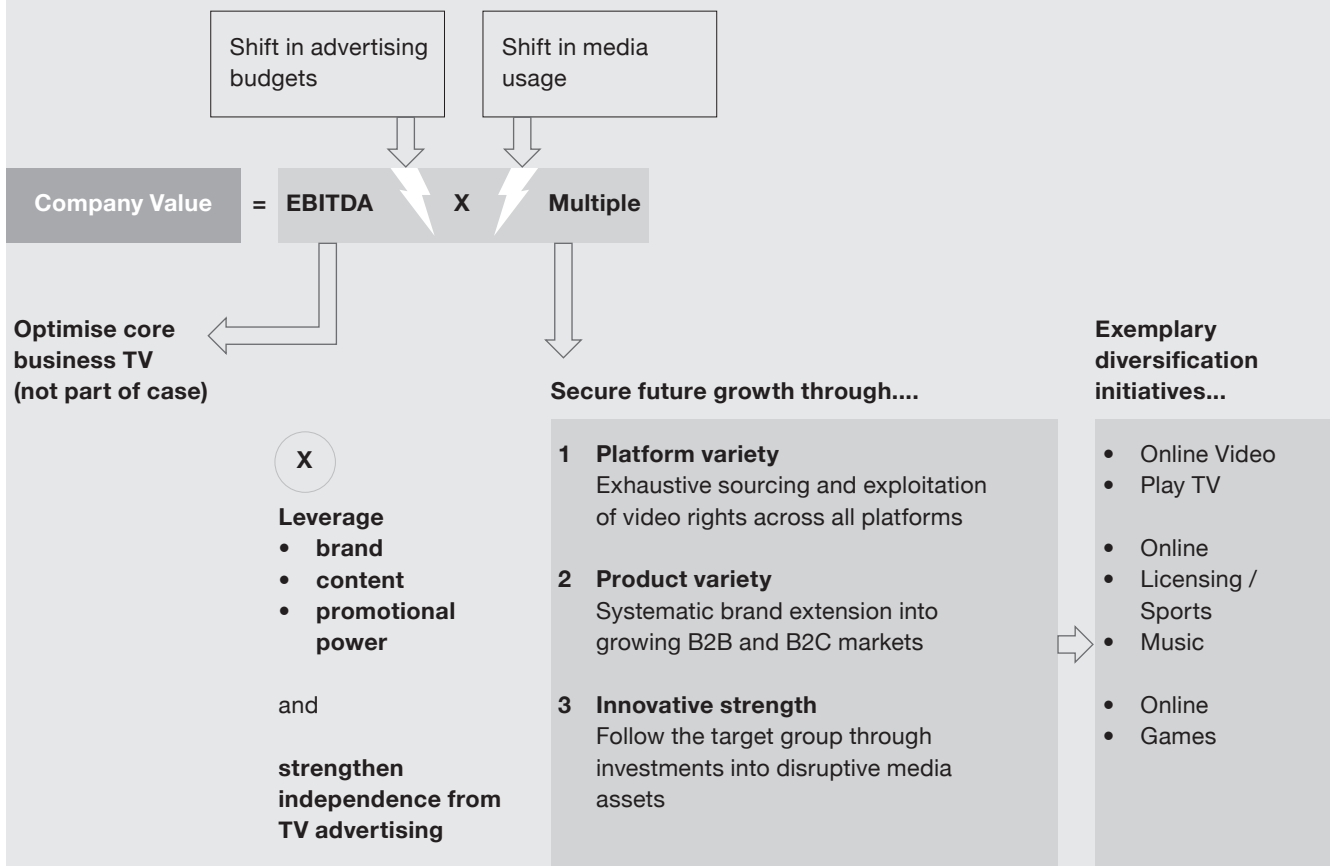 Shift in advertising
budgets
Shift in media
usage
Company Value = EBITDA X Multiple
Optimise core
business TV
(not part of case)
X
Leverage
• brand
• content
• promotional
power
and
strengthen
independence from
TV advertising
Secure future growth through....
1 Platform variety
Exhaustive sourcing and exploitation
of video rights across all platforms
2 Product variety
Systematic brand extension into
growing B2B and B2C markets
3 Innovative strength
Follow the target group through
investments into disruptive media
assets
Exemplary
diversification
initiatives...
• Online Video
• Play TV
• Online
• Licensing /
Sports
• Music
• Online
• Games